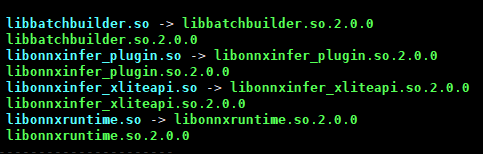 libbatchbuilder.so -> libbatchbuilder.so.2.0.0
libbatchbuilder.so.2.0.0
libonnxinfer_plugin.so -> libonnxinfer_plugin.so.2.0.0
libonnxinfer_plugin.so.2.0.0
libonnxinfer_xliteapi.so -> libonnxinfer_xliteapi.so.2.0.0
libonnxinfer_xliteapi.so.2.0.0
libonnxruntime.so -> libonnxruntime.so.2.0.0
libonnxruntime.so.2.0.0